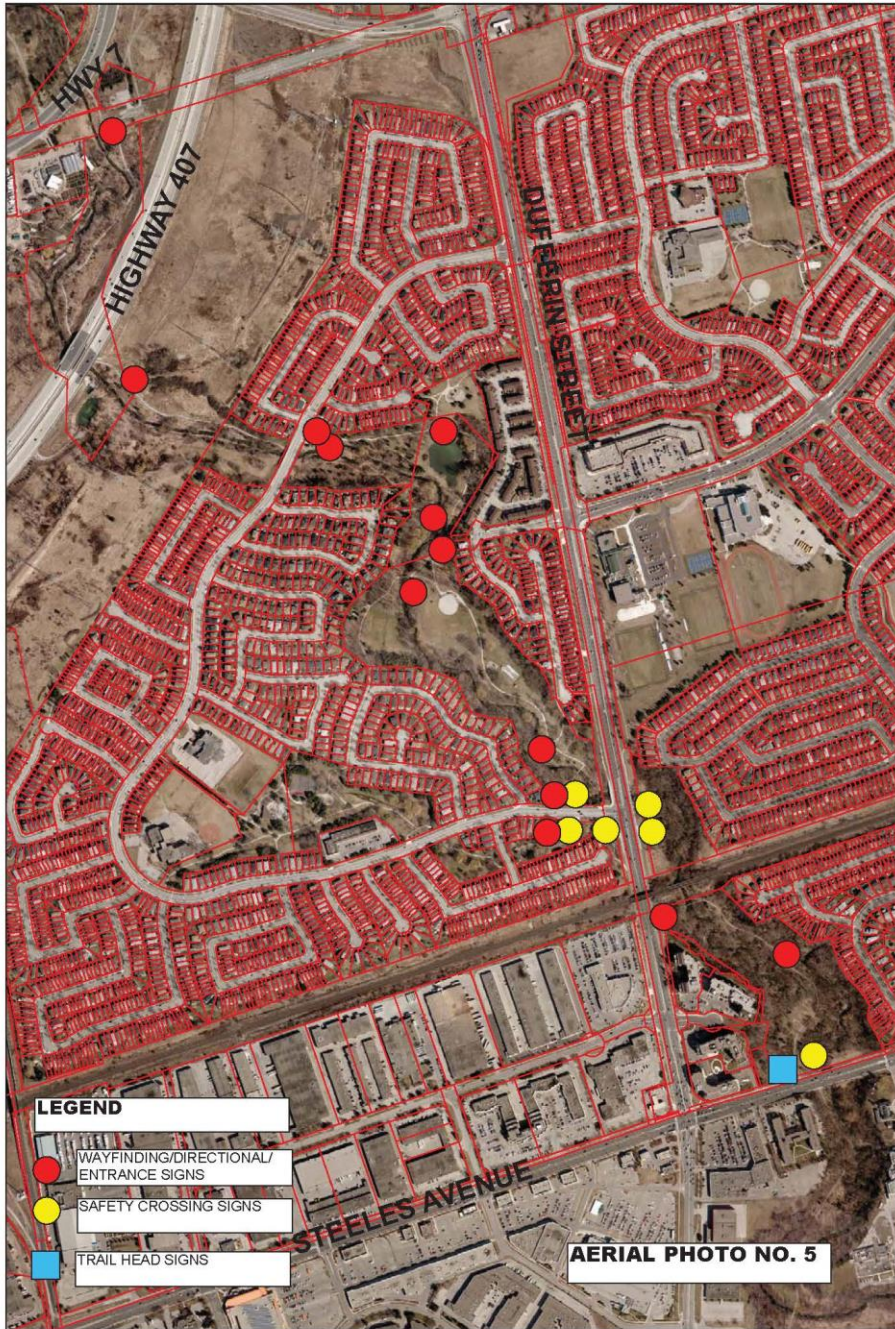 HWY 7
HIGHWAY 407
DUFFERIN STREET
LEGEND
WAYFINDING/DIRECTIONAL/
ENTRANCE SIGNS
SAFETY CROSSING SIGNS
TRAIL HEAD SIGNS
STEELES AVENUE
AERIAL PHOTO NO. 5